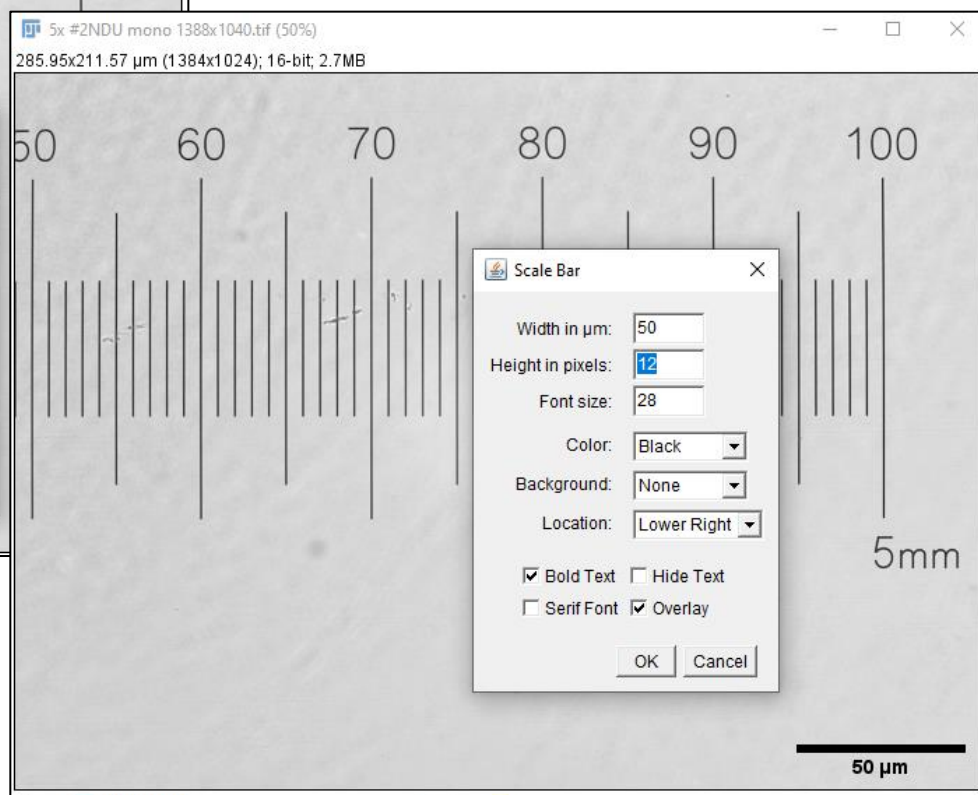 5x #2NDU mono 1388x1040.tif (50%)
285.95x211.57 µm (1384x1024); 16-bit; 2.7MB
50 60 70 80 90 100
Scale Bar
Width in µm: 50
Height in pixels: 12
Font size: 28
Color: Black
Background: None
Location: Lower Right
Bold Text Hide Text
Serif Font Overlay
OK Cancel
5mm
50 µm